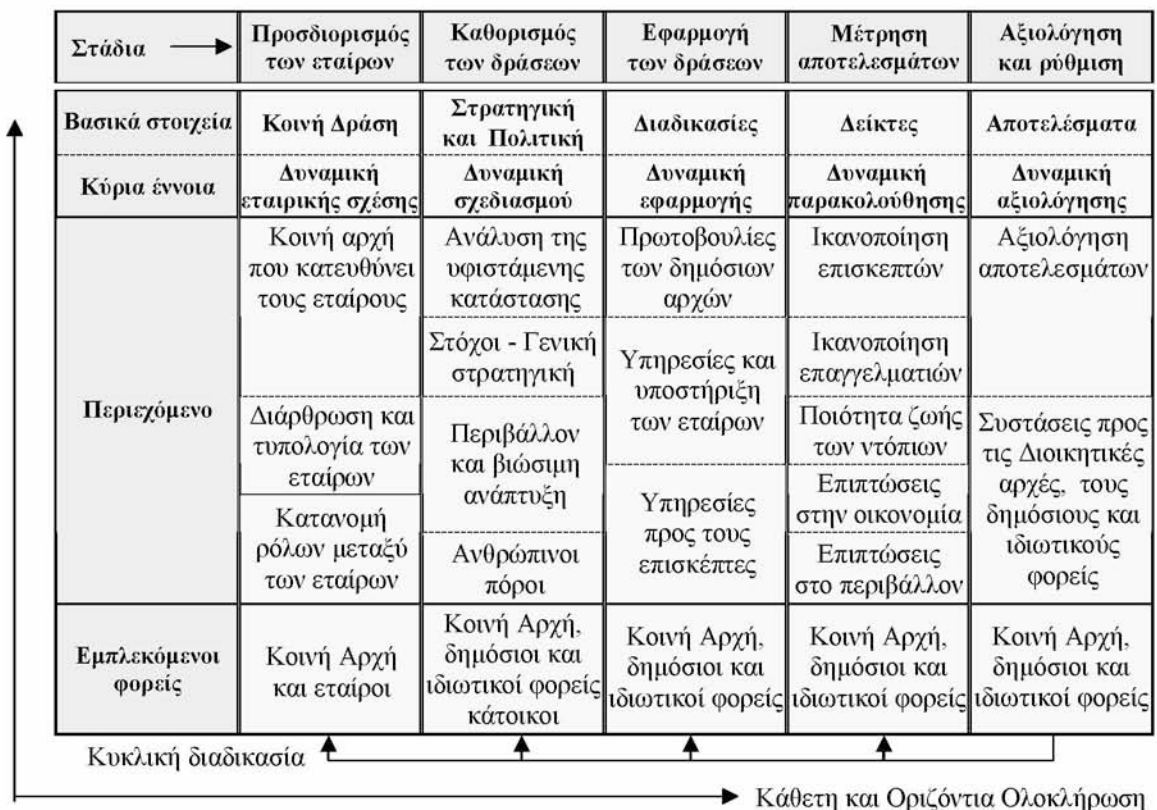 Στάδια
Προσδιορισμός
των εταίρων
Καθορισμός
των δράσεων
Εφαρμογή
των δράσεων
Μέτρηση
αποτελεσμάτων
Αξιολόγηση
και ρύθμιση
Βασικά στοιχεία
Κοινή Δράση
Στρατηγική
και Πολιτική
Διαδικασίες
Δείκτες
Αποτελέσματα
Κύρια έννοια
Δυναμική
εταιρικής σχέσης
Δυναμική
σχεδιασμού
Δυναμική
εφαρμογής
Δυναμική
παρακολούθησης
Δυναμική
αξιολόγησης
Περιεχόμενο
Κοινή αρχή
που κατευθύνει
τους εταίρους
Διάρθρωση και
τυπολογία των
εταίρων
Κατανομή
ρόλων μεταξύ
των εταίρων
Ανάλυση της
υφιστάμενης
κατάστασης
Στόχοι - Γενική
στρατηγική
Περιβάλλον
και βιώσιμη
ανάπτυξη
Ανθρώπινοι
πόροι
Πρωτοβουλίες
των δημόσιων
αρχών
Υπηρεσίες και
υποστήριξη
των εταίρων
Υπηρεσίες
προς τους
επισκέπτες
Ικανοποίηση
επισκεπτών
Ικανοποίηση
επαγγελματιών
Ποιότητα ζωής
των ντόπιων
Επιπτώσεις
στην οικονομία
Επιπτώσεις
στο περιβάλλον
Αξιολόγηση
αποτελεσμάτων
Συστάσεις προς
τις Διοικητικές
αρχές, τους
δημόσιους και
ιδιωτικούς
φορείς
Εμπλεκόμενοι
φορείς
Κοινή Αρχή
και εταίροι
Κοινή Αρχή,
δημόσιοι και
ιδιωτικοί φορείς
κάτοικοι
Κοινή Αρχή,
δημόσιοι και
ιδιωτικοί φορείς
Κοινή Αρχή,
δημόσιοι και
ιδιωτικοί φορείς
Κοινή Αρχή,
δημόσιοι και
ιδιωτικοί φορείς
Κυκλική διαδικασία
Κάθετη και Οριζόντια Ολοκλήρωση